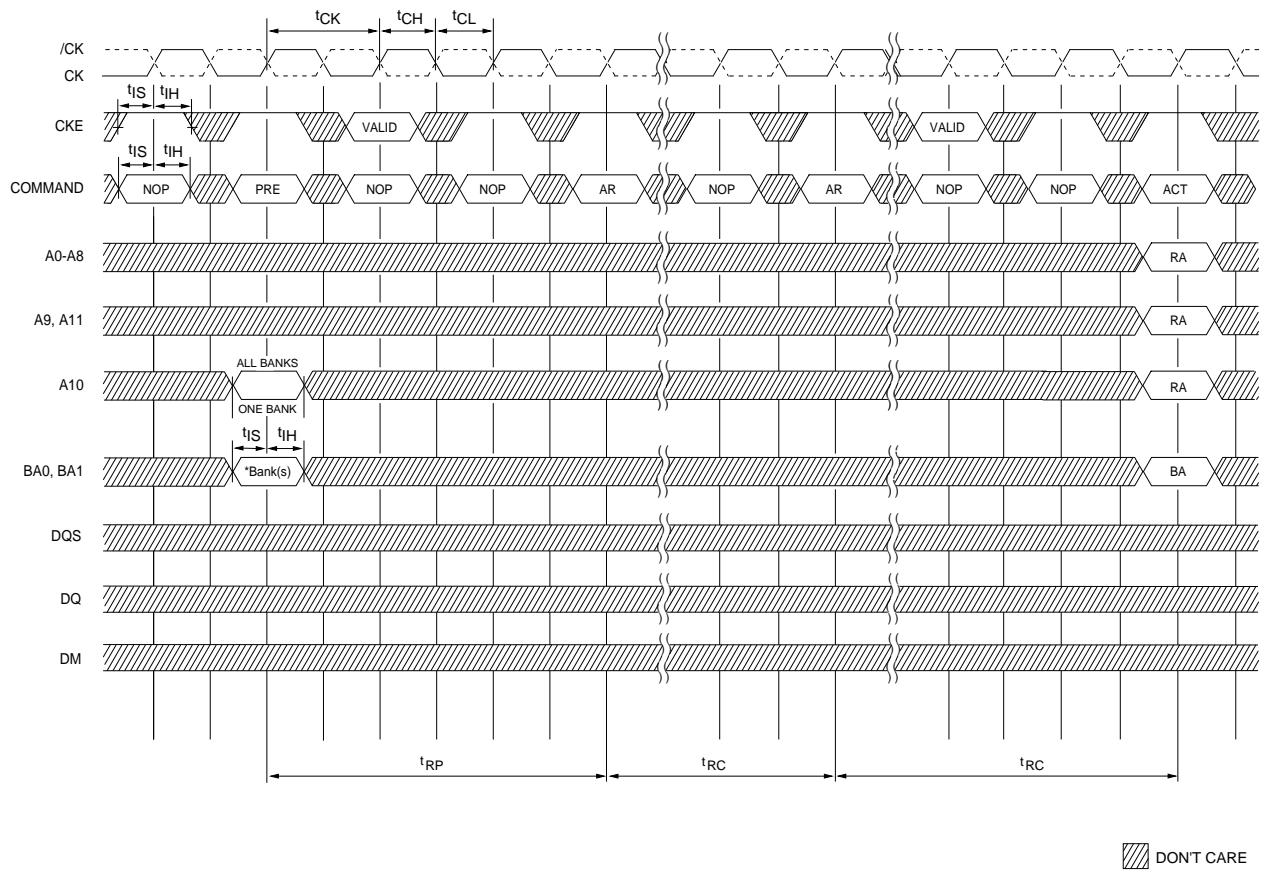 tCK tCH tCL
/CK
CK
tIS tIH
CKE VALID VALID
tIS tIH
COMMAND NOP PRE NOP NOP AR NOP AR NOP NOP ACT
A0-A8 RA
A9, A11 RA
ALL BANKS
A10 RA
ONE BANK
tIS tIH
BA0, BA1 *Bank(s) BA
DQS
DQ
DM
tRP tRC tRC
DON'T CARE